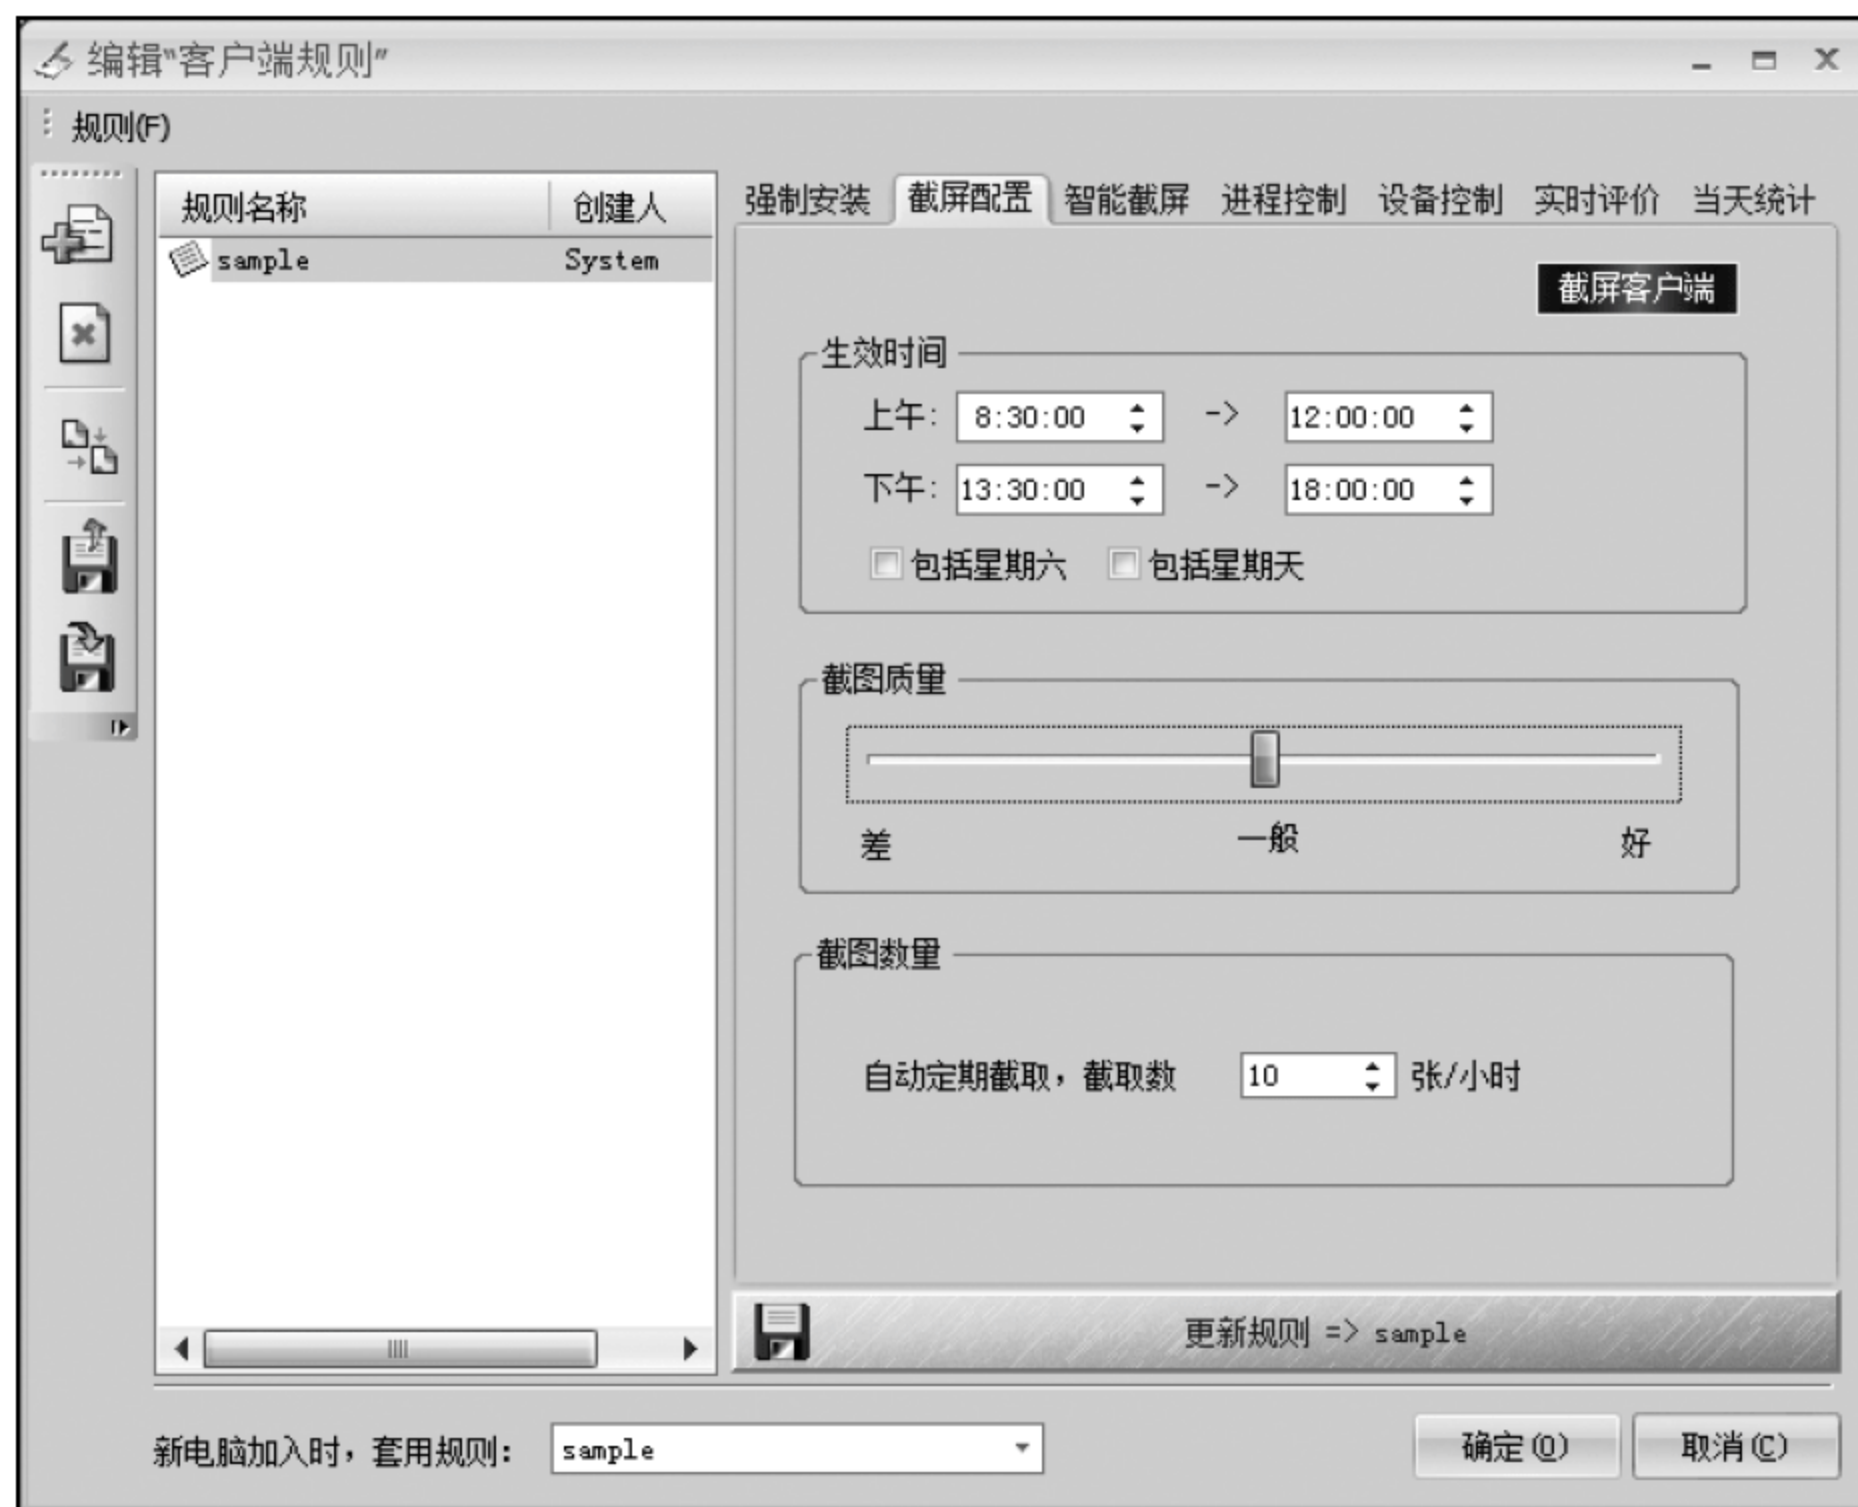 编辑"客户端规则"
规则(F)
规则名称 创建人
sample System
强制安装 截屏配置 智能截屏 进程控制 设备控制 实时评价 当天统计
截屏客户端
生效时间
上午: 8:30:00 -> 12:00:00
下午: 13:30:00 -> 18:00:00
包括星期六 包括星期天
截图质量
差 一般 好
截图数量
自动定期截取，截取数 10 张/小时
更新规则 => sample
新电脑加入时，套用规则: sample
确定(O) 取消(C)